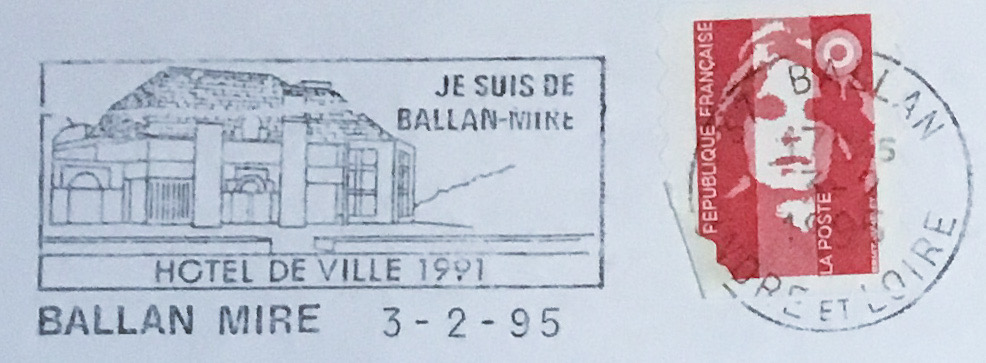 JE SUIS DE
BALLAN-MIRE
HOTEL DE VILLE 1991
BALLAN MIRE 3-2-95
REPUBLIQUE FRANÇAISE
LA POSTE
BALLAN
INDRE ET LOIRE